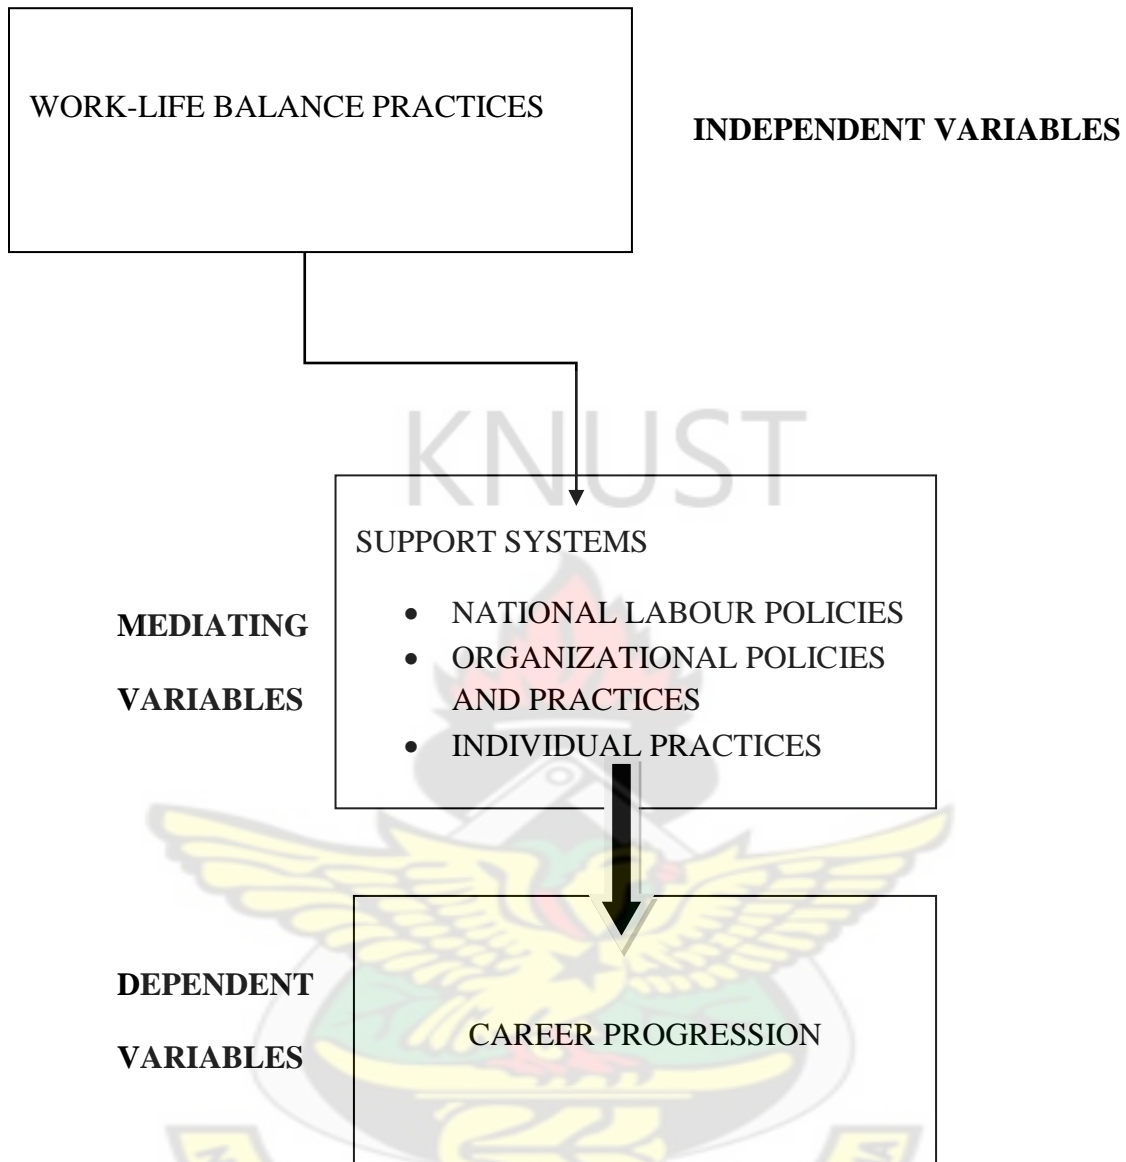 WORK-LIFE BALANCE PRACTICES
INDEPENDENT VARIABLES
KNUST
SUPPORT SYSTEMS
• NATIONAL LABOUR POLICIES
• ORGANIZATIONAL POLICIES
AND PRACTICES
• INDIVIDUAL PRACTICES
MEDIATING
VARIABLES
DEPENDENT
VARIABLES
CAREER PROGRESSION